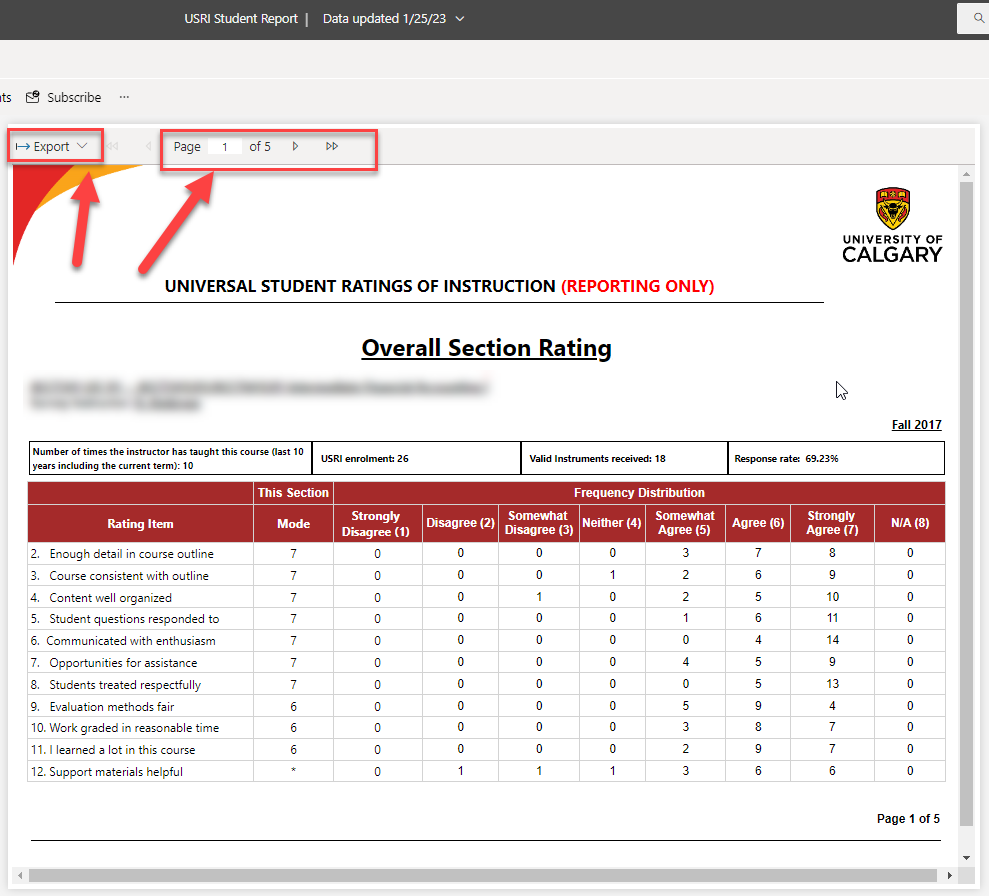 USRI Student Report | Data updated 1/25/23
Subscribe ...
Export Page 1 of 5
UNIVERSITY OF
CALGARY
UNIVERSAL STUDENT RATINGS OF INSTRUCTION (REPORTING ONLY)
Overall Section Rating
Fall 2017
Number of times the instructor has taught this course (last 10
years including the current term): 10
USRI enrolment: 26
Valid Instruments received: 18
Response rate: 69.23%
This Section Frequency Distribution
Rating Item Mode Strongly Disagree (1) Disagree (2) Somewhat Disagree (3) Neither (4) Somewhat Agree (5) Agree (6) Strongly Agree (7) N/A (8)
2. Enough detail in course outline 7 0 0 0 0 3 7 8 0
3. Course consistent with outline 7 0 0 0 1 2 6 9 0
4. Content well organized 7 0 0 1 0 2 5 10 0
5. Student questions responded to 7 0 0 0 0 1 6 11 0
6. Communicated with enthusiasm 7 0 0 0 0 0 4 14 0
7. Opportunities for assistance 7 0 0 0 0 4 5 9 0
8. Students treated respectfully 7 0 0 0 0 0 5 13 0
9. Evaluation methods fair 6 0 0 0 0 5 9 4 0
10. Work graded in reasonable time 6 0 0 0 0 3 8 7 0
11. I learned a lot in this course 6 0 0 0 0 2 9 7 0
12. Support materials helpful * 0 1 1 1 3 6 6 0
Page 1 of 5